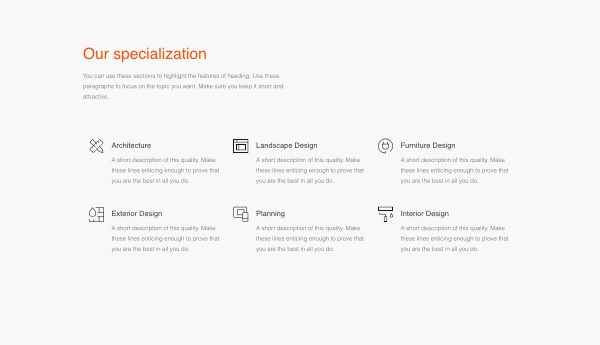 Our specialization
You can use these sections to highlight the features of heading. Use these
paragraphs to focus on the topic you want. Make sure you keep it short and
attractive.
Architecture
A short description of this quality. Make
these lines enticing enough to prove that
you are the best in all you do.
Landscape Design
A short description of this quality. Make
these lines enticing enough to prove that
you are the best in all you do.
Furniture Design
A short description of this quality. Make
these lines enticing enough to prove that
you are the best in all you do.
Exterior Design
A short description of this quality. Make
these lines enticing enough to prove that
you are the best in all you do.
Planning
A short description of this quality. Make
these lines enticing enough to prove that
you are the best in all you do.
Interior Design
A short description of this quality. Make
these lines enticing enough to prove that
you are the best in all you do.